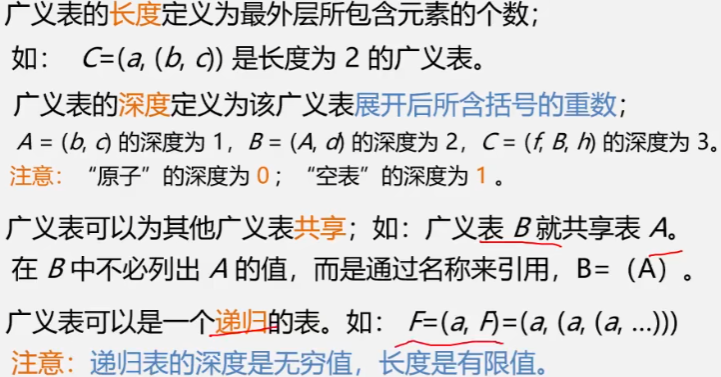 广义表的长度定义为最外层所包含元素的个数；
如： C=(a, (b, c)) 是长度为 2 的广义表。
广义表的深度定义为该广义表展开后所含括号的重数；
A = (b, c) 的深度为 1，B = (A, d) 的深度为 2，C = (f, B, h) 的深度为 3。
注意：“原子”的深度为 0 ；“空表”的深度为 1 。
广义表可以为其他广义表共享；如：广义表 B 就共享表 A。
在 B 中不必列出 A 的值，而是通过名称来引用，B=（A）。
广义表可以是一个递归的表。如： F=(a, F)=(a, (a, (a, …)))
注意：递归表的深度是无穷值，长度是有限值。